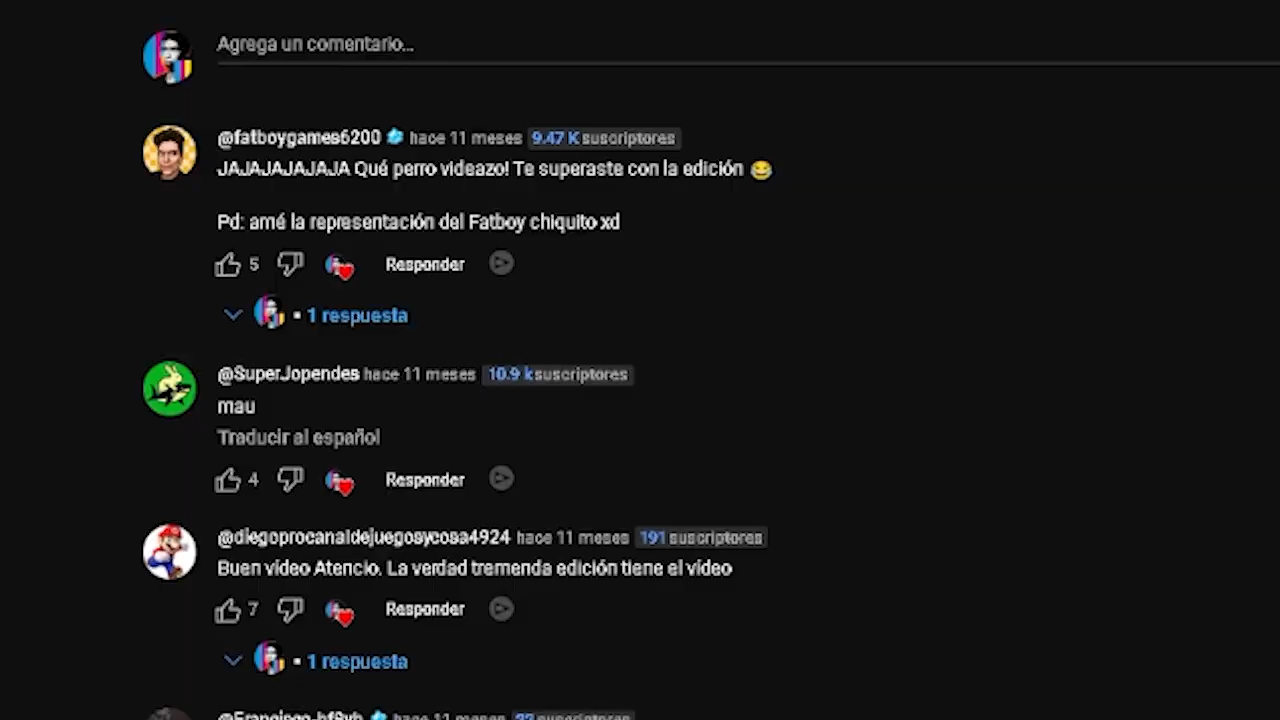 Agrega un comentario...
@fatboygames6200 hace 11 meses 9.47 K suscriptores
JAJAJAJAJAJA Qué perro videazo! Te superaste con la edición 😂
Pd: amé la representación del Fatboy chiquito xd
5 Responder
1 respuesta
@SuperJopendes hace 11 meses 10.9 k suscriptores
mau
Traducir al español
4 Responder
@diegoprocanaldejuegosycosa4924 hace 11 meses 191 suscriptores
Buen vídeo Atencio. La verdad tremenda edición tiene el vídeo
7 Responder
1 respuesta
hace 11 meses suscriptores